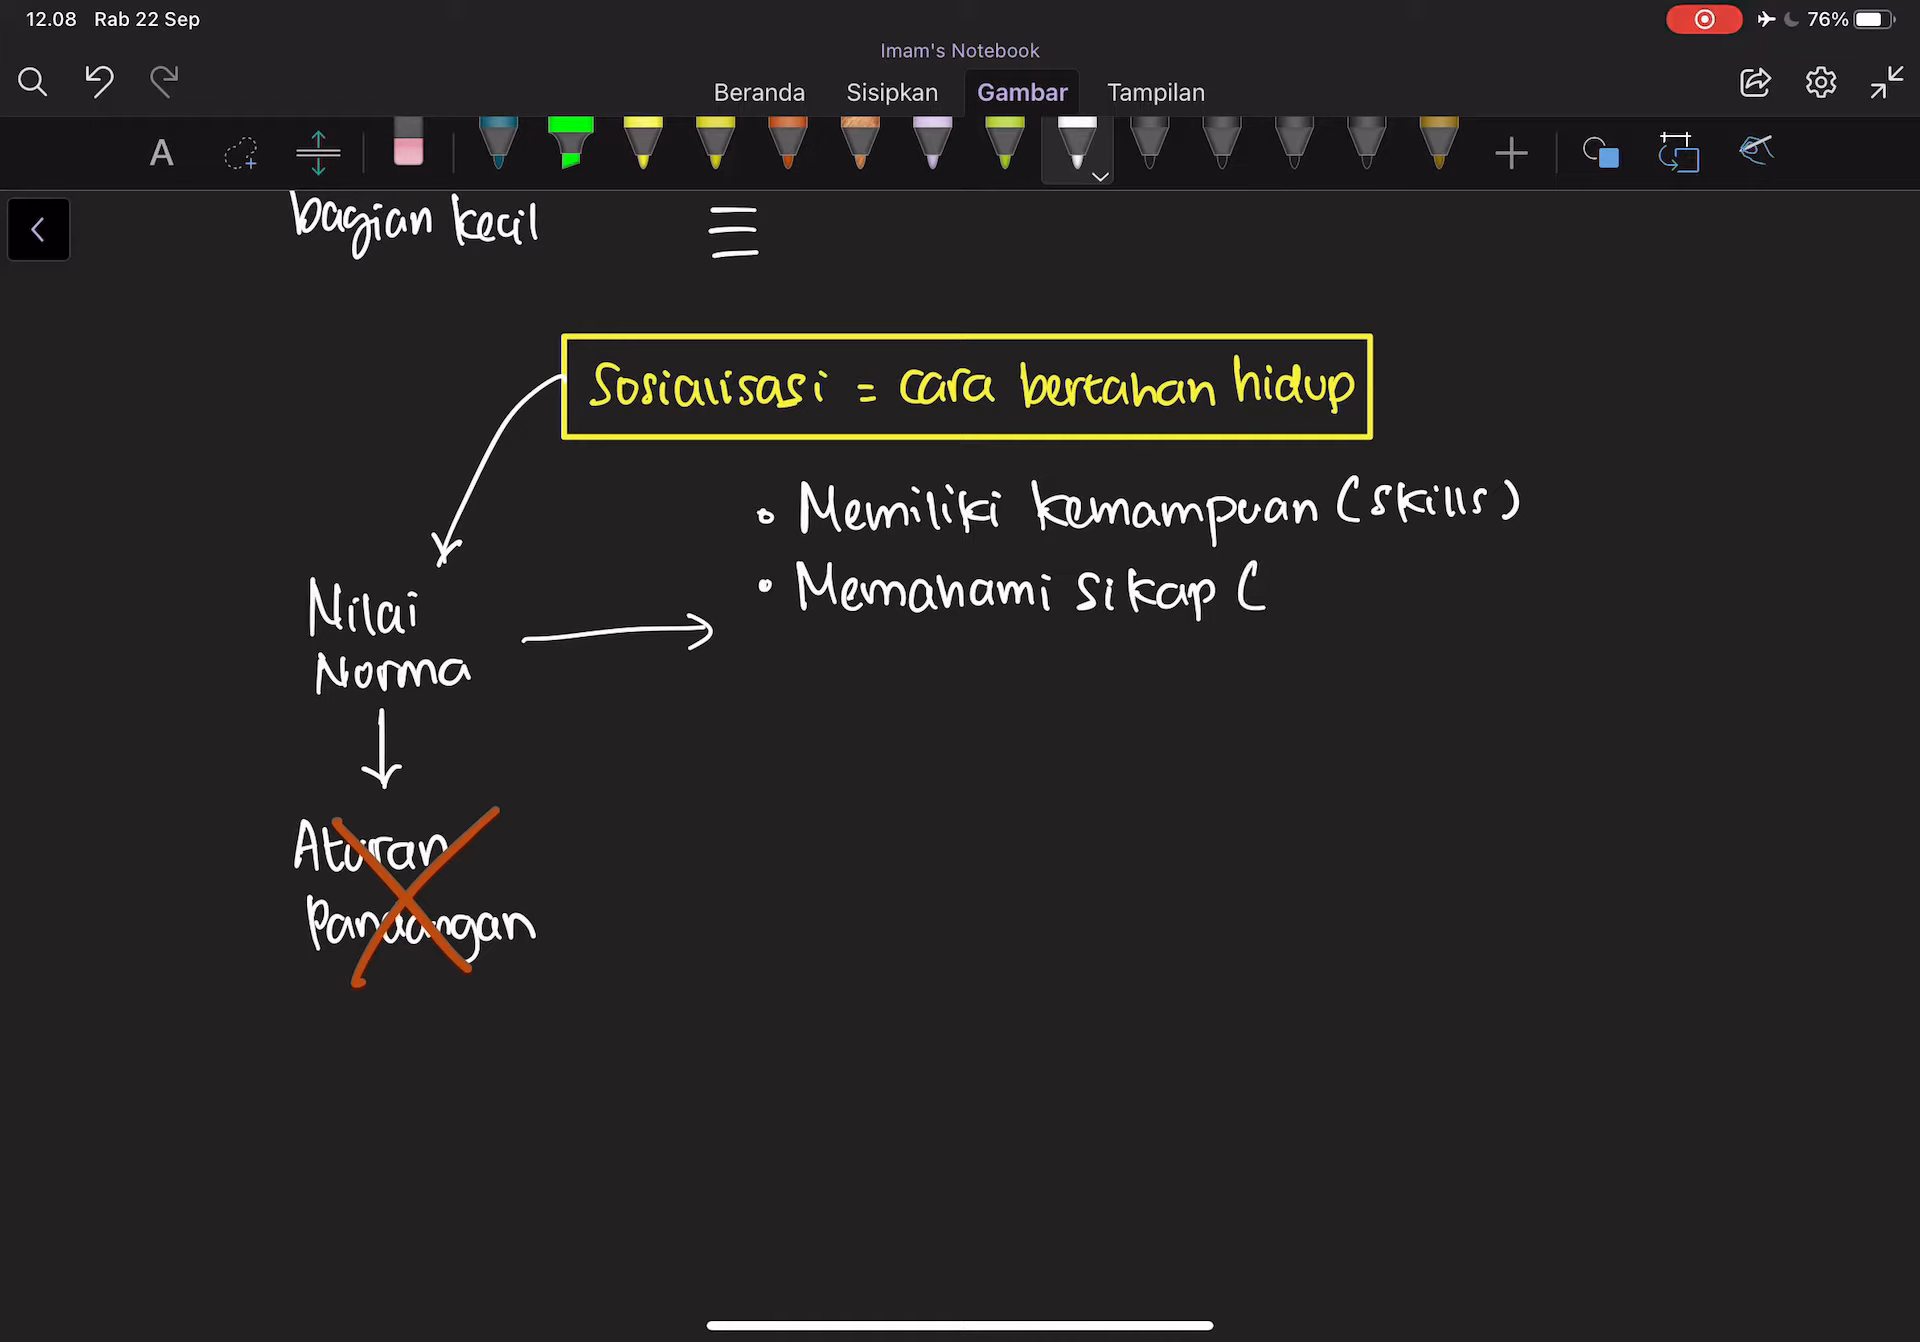 12.08 Rab 22 Sep
76%
Imam's Notebook
Beranda Sisipkan Gambar Tampilan
A
bagian kecil
Sosialisasi = cara bertahan hidup
• Memiliki kemampuan (skills)
• Memahami sikap (
Nilai
Norma
Aturan
Pandangan